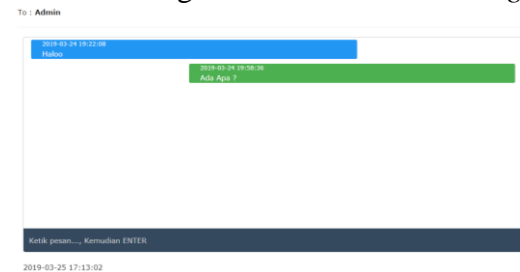 To : Admin
2019-03-24 19:22:08
Haloo
2019-03-24 19:58:36
Ada Apa ?
Ketik pesan..., Kemudian ENTER
2019-03-25 17:13:02